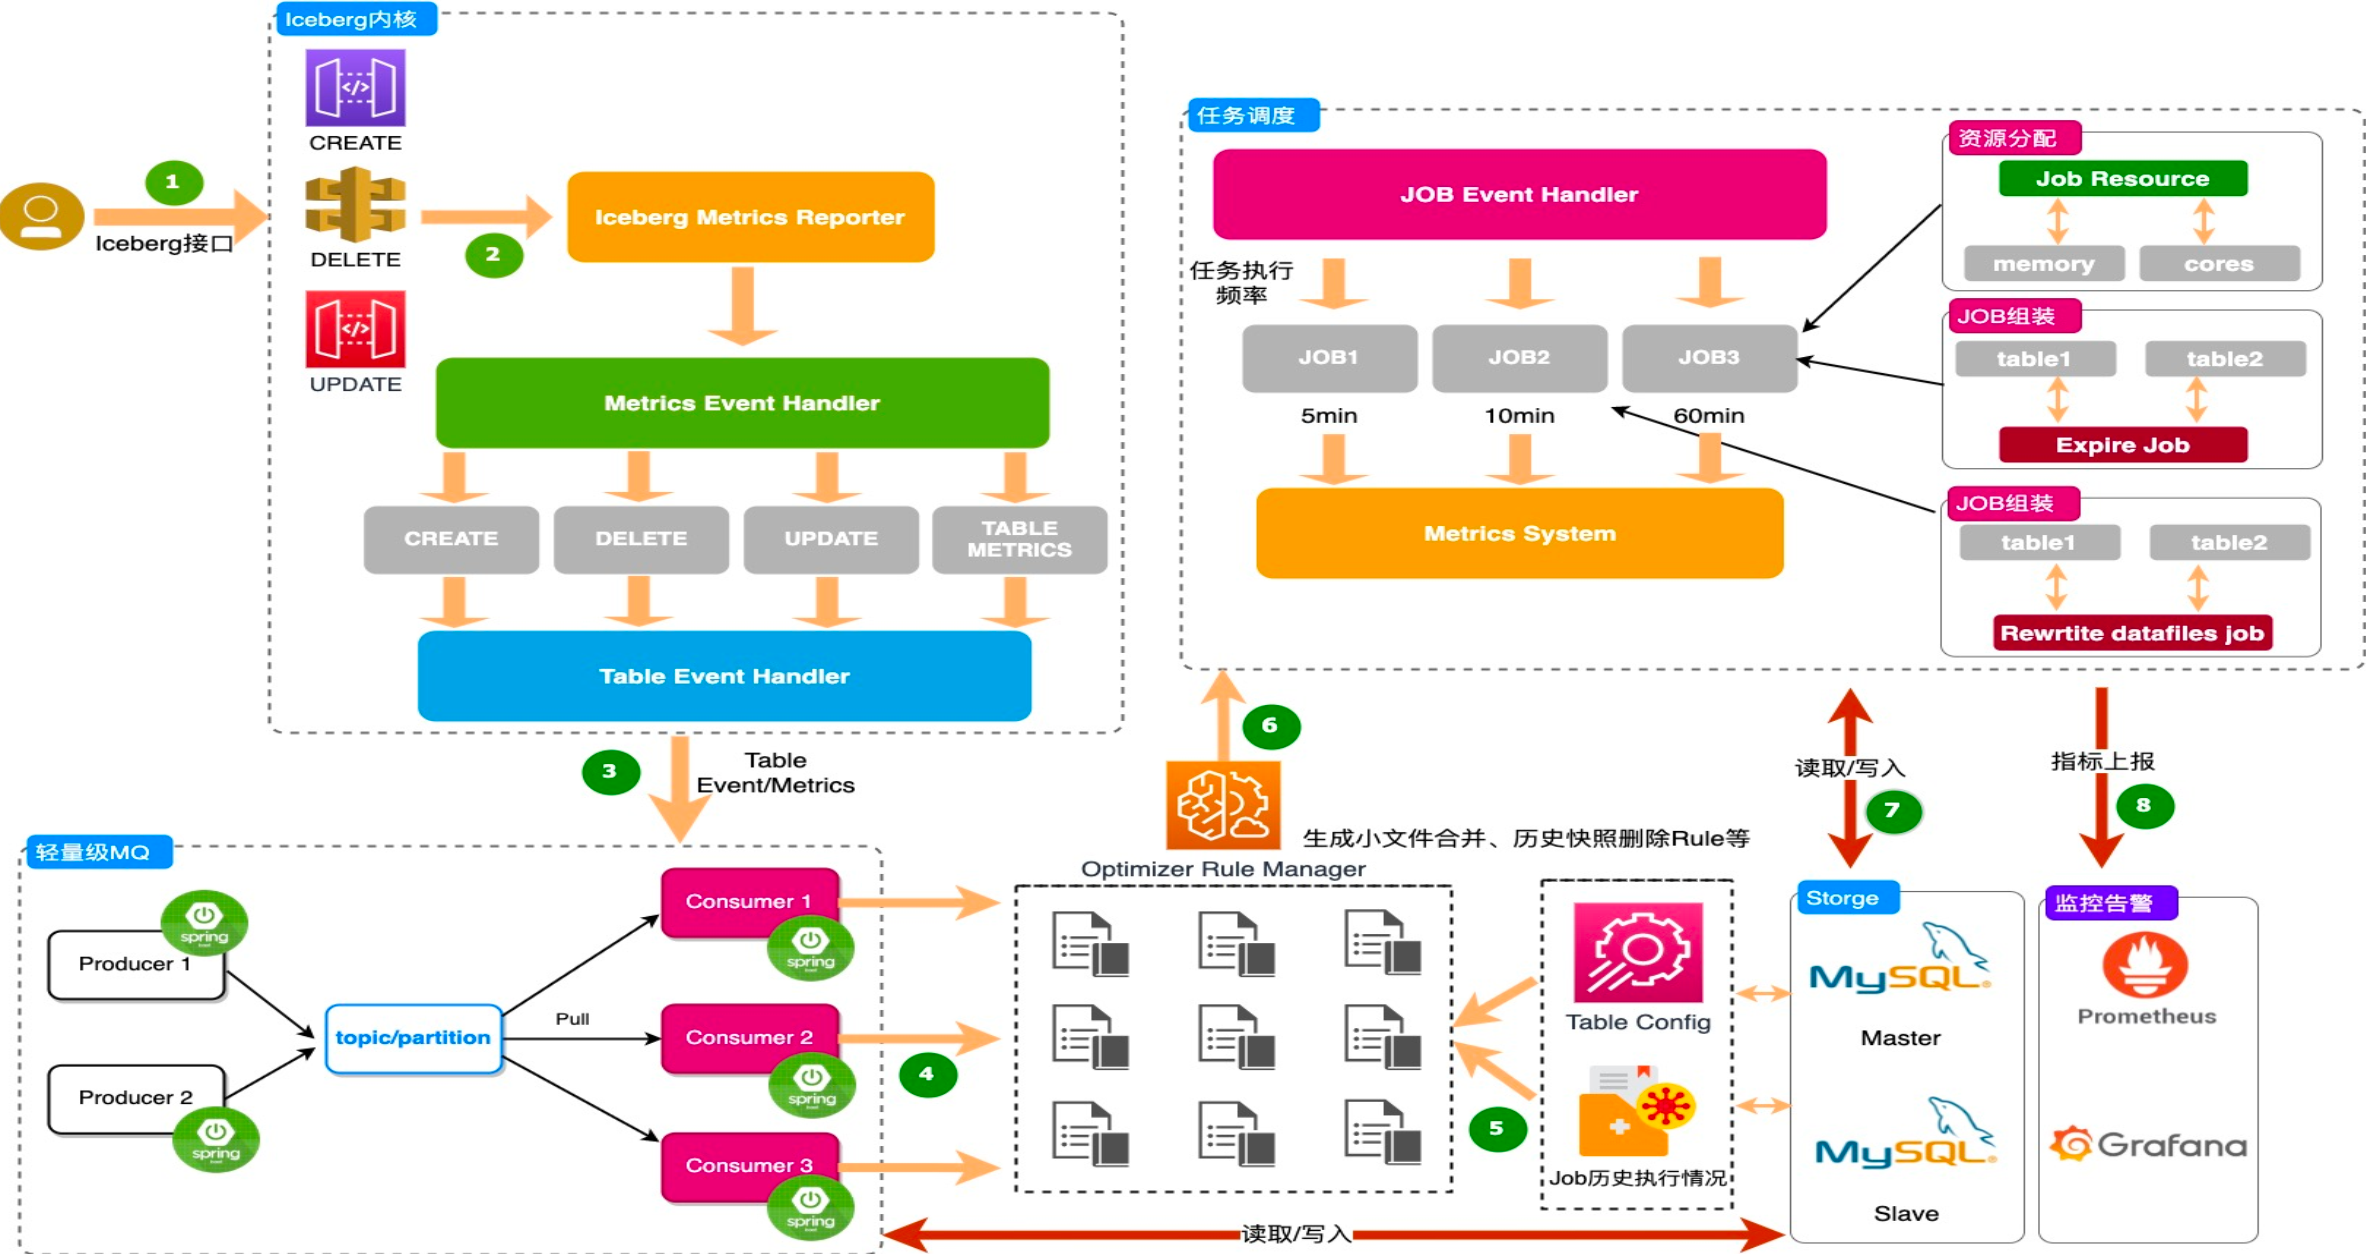 Iceberg内核
CREATE
DELETE
UPDATE
1
Iceberg接口
2
Iceberg Metrics Reporter
Metrics Event Handler
CREATE
DELETE
UPDATE
TABLE
METRICS
Table Event Handler
3
Table
Event/Metrics
任务调度
JOB Event Handler
任务执行
频率
JOB1
JOB2
JOB3
5min
10min
60min
Metrics System
资源分配
Job Resource
memory
cores
JOB组装
table1
table2
Expire Job
JOB组装
table1
table2
Rewrtite datafiles job
6
读取/写入
7
指标上报
8
轻量级MQ
Producer 1
spring
Producer 2
spring
topic/partition
Pull
Consumer 1
spring
Consumer 2
spring
Consumer 3
spring
4
Optimizer Rule Manager
生成小文件合并、历史快照删除Rule等
5
Table Config
Job历史执行情况
读取/写入
Storge
MySQL®
Master
MySQL®
Slave
监控告警
Prometheus
Grafana